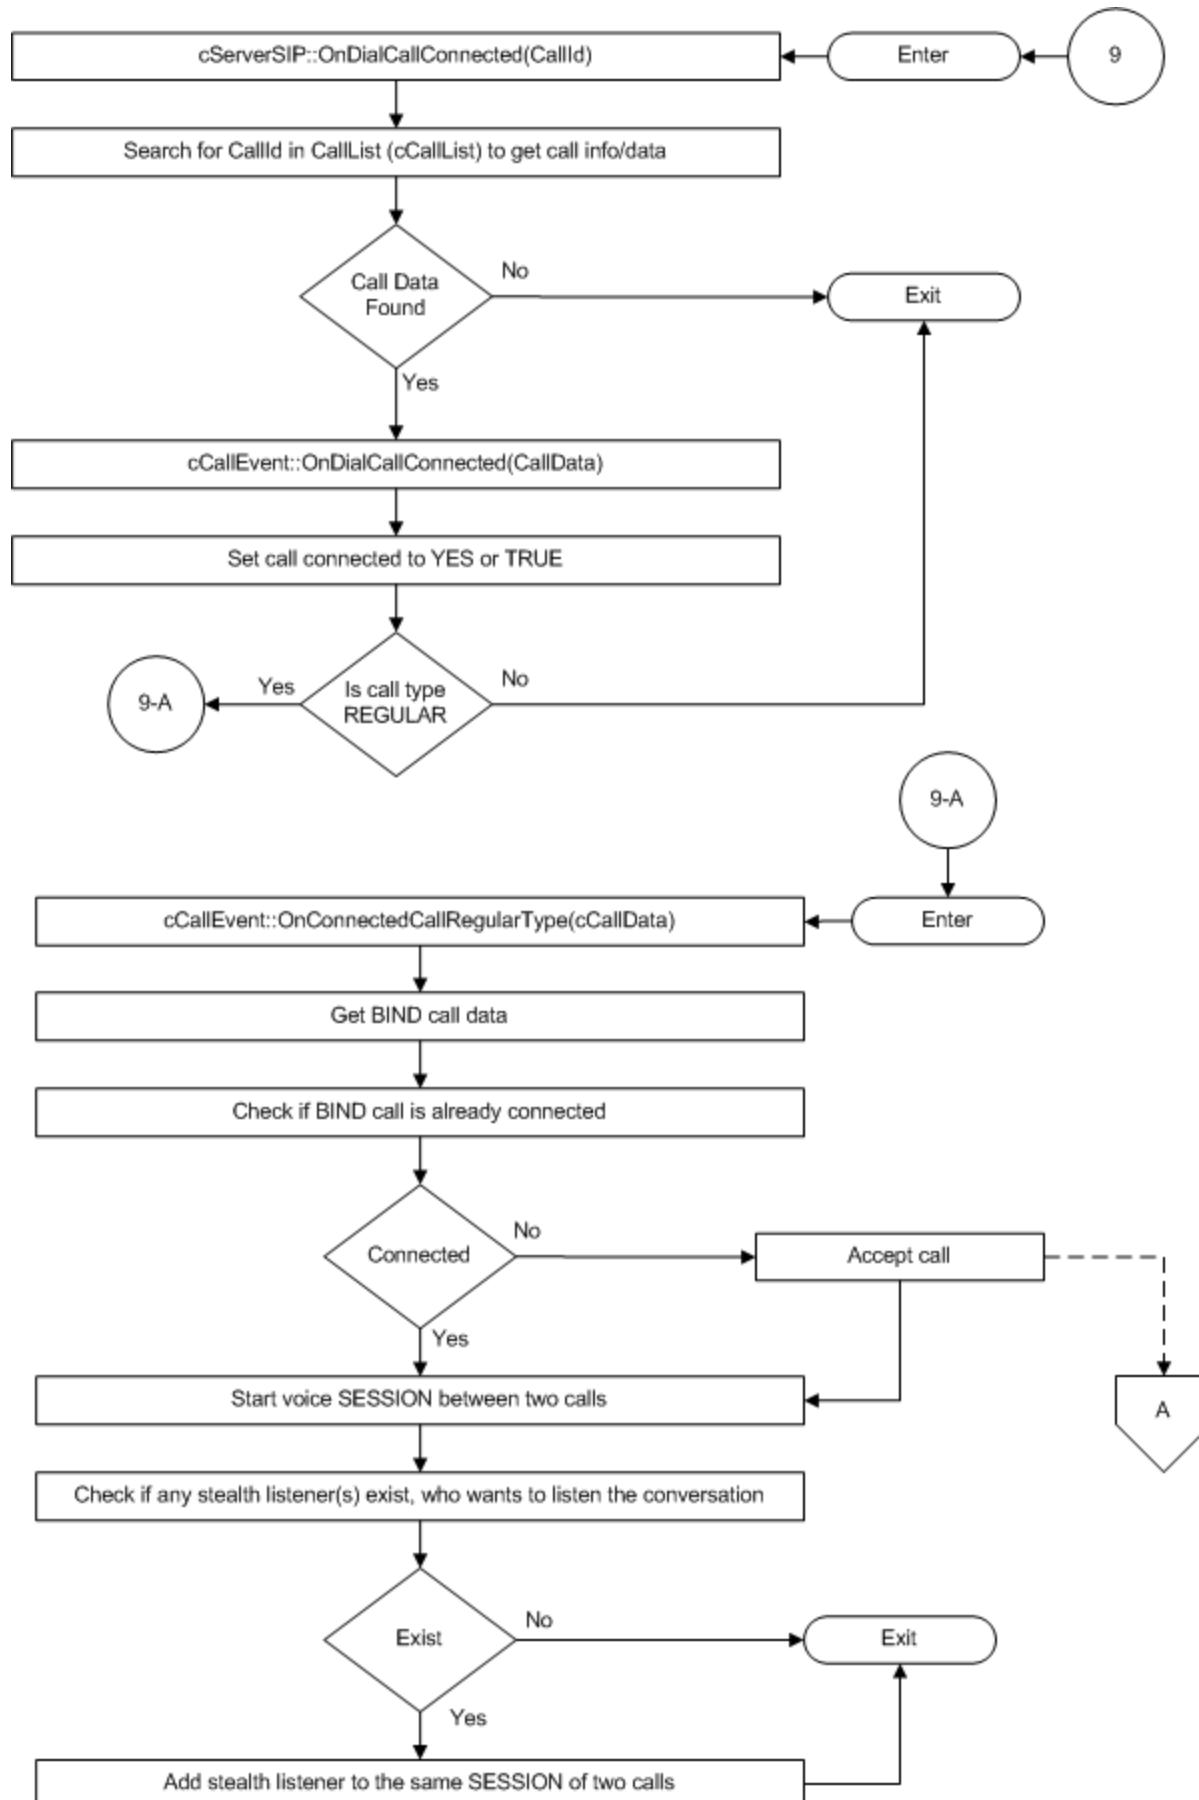 cServerSIP::OnDialCallConnected(CallId)
Enter
9
Search for CallId in CallList (cCallList) to get call info/data
Call Data
Found
No
Exit
Yes
cCallEvent::OnDialCallConnected(CallData)
Set call connected to YES or TRUE
9-A
Yes
Is call type
REGULAR
No
9-A
cCallEvent::OnConnectedCallRegularType(cCallData)
Enter
Get BIND call data
Check if BIND call is already connected
Connected
No
Accept call
Yes
Start voice SESSION between two calls
A
Check if any stealth listener(s) exist, who wants to listen the conversation
Exist
No
Exit
Yes
Add stealth listener to the same SESSION of two calls